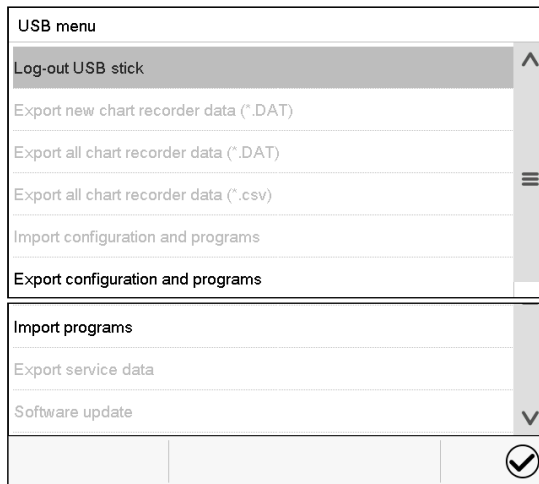 USB menu
Log-out USB stick
Export new chart recorder data (*.DAT)
Export all chart recorder data (*.DAT)
Export all chart recorder data (*.csv)
Import configuration and programs
Export configuration and programs
Import programs
Export service data
Software update